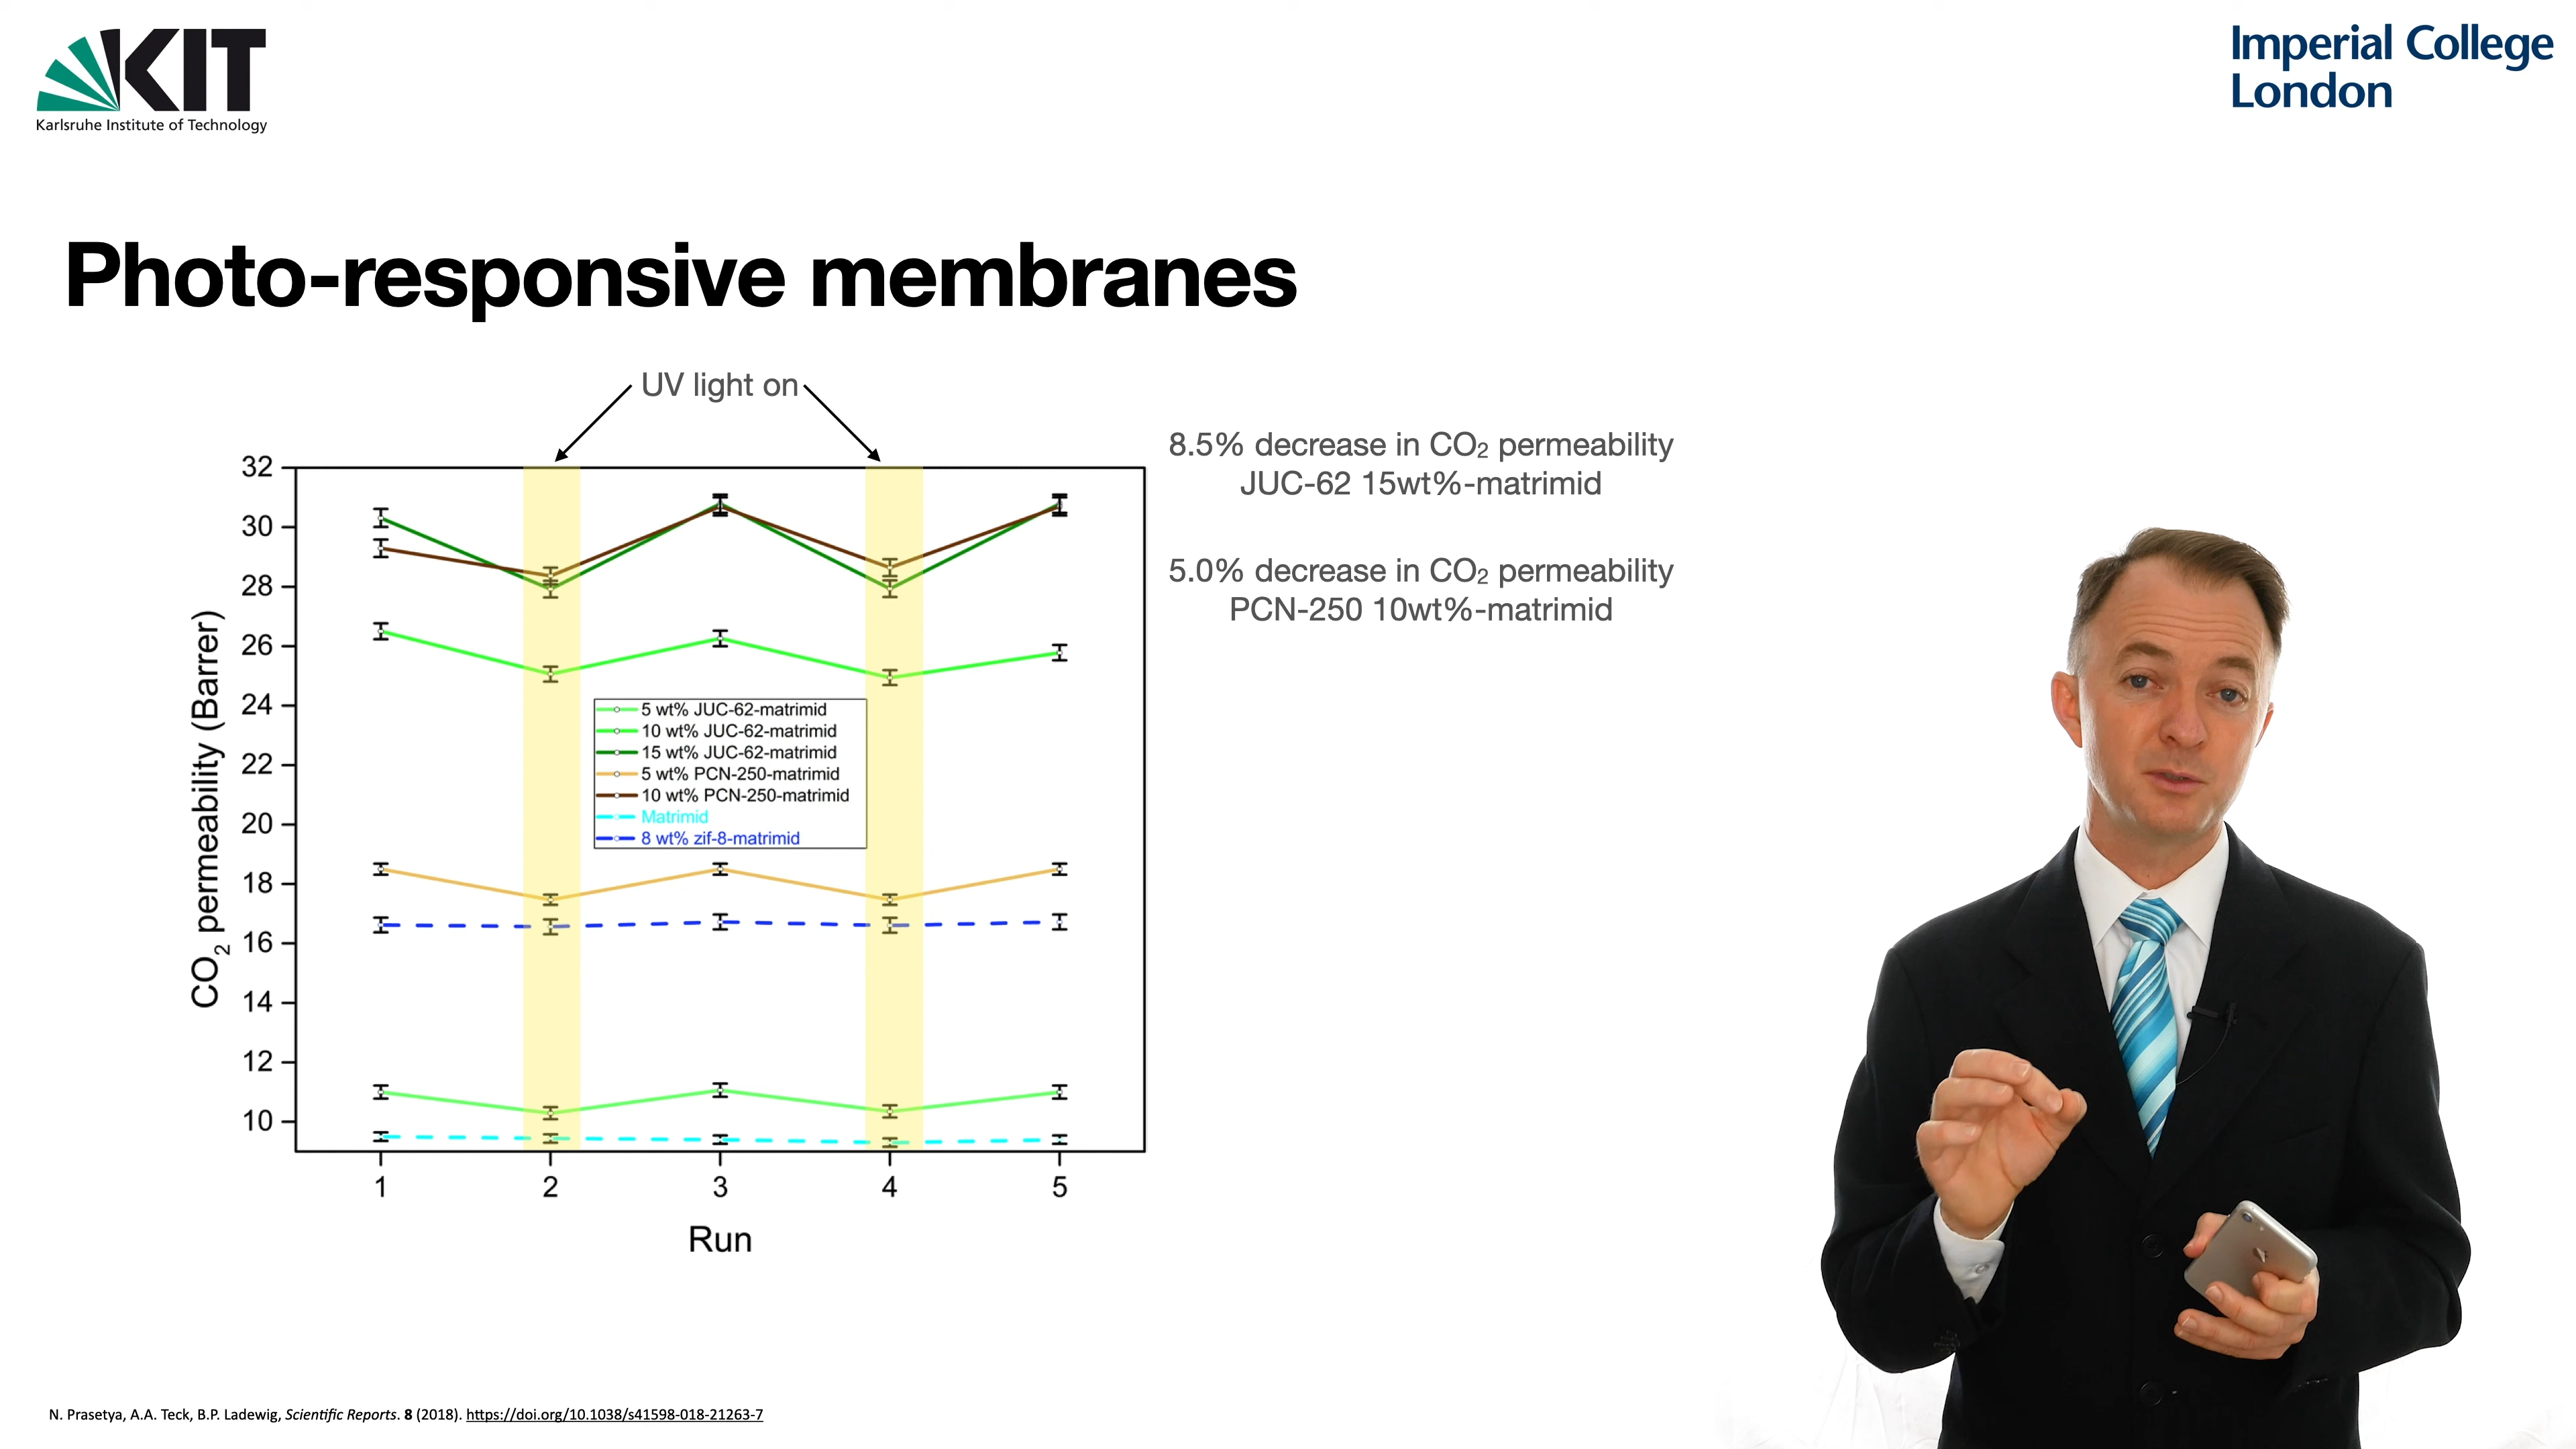 KIT
Karlsruhe Institute of Technology
Imperial College
London
Photo-responsive membranes
UV light on
8.5% decrease in CO₂ permeability
JUC-62 15wt%-matrimid
5.0% decrease in CO₂ permeability
PCN-250 10wt%-matrimid
CO₂ permeability (Barrer)
32
30
28
26
24
22
20
18
16
14
12
10
5 wt% JUC-62-matrimid
10 wt% JUC-62-matrimid
15 wt% JUC-62-matrimid
5 wt% PCN-250-matrimid
10 wt% PCN-250-matrimid
Matrimid
8 wt% zif-8-matrimid
1 2 3 4 5
Run
N. Prasetya, A.A. Teck, B.P. Ladewig, Scientific Reports. 8 (2018). https://doi.org/10.1038/s41598-018-21263-7